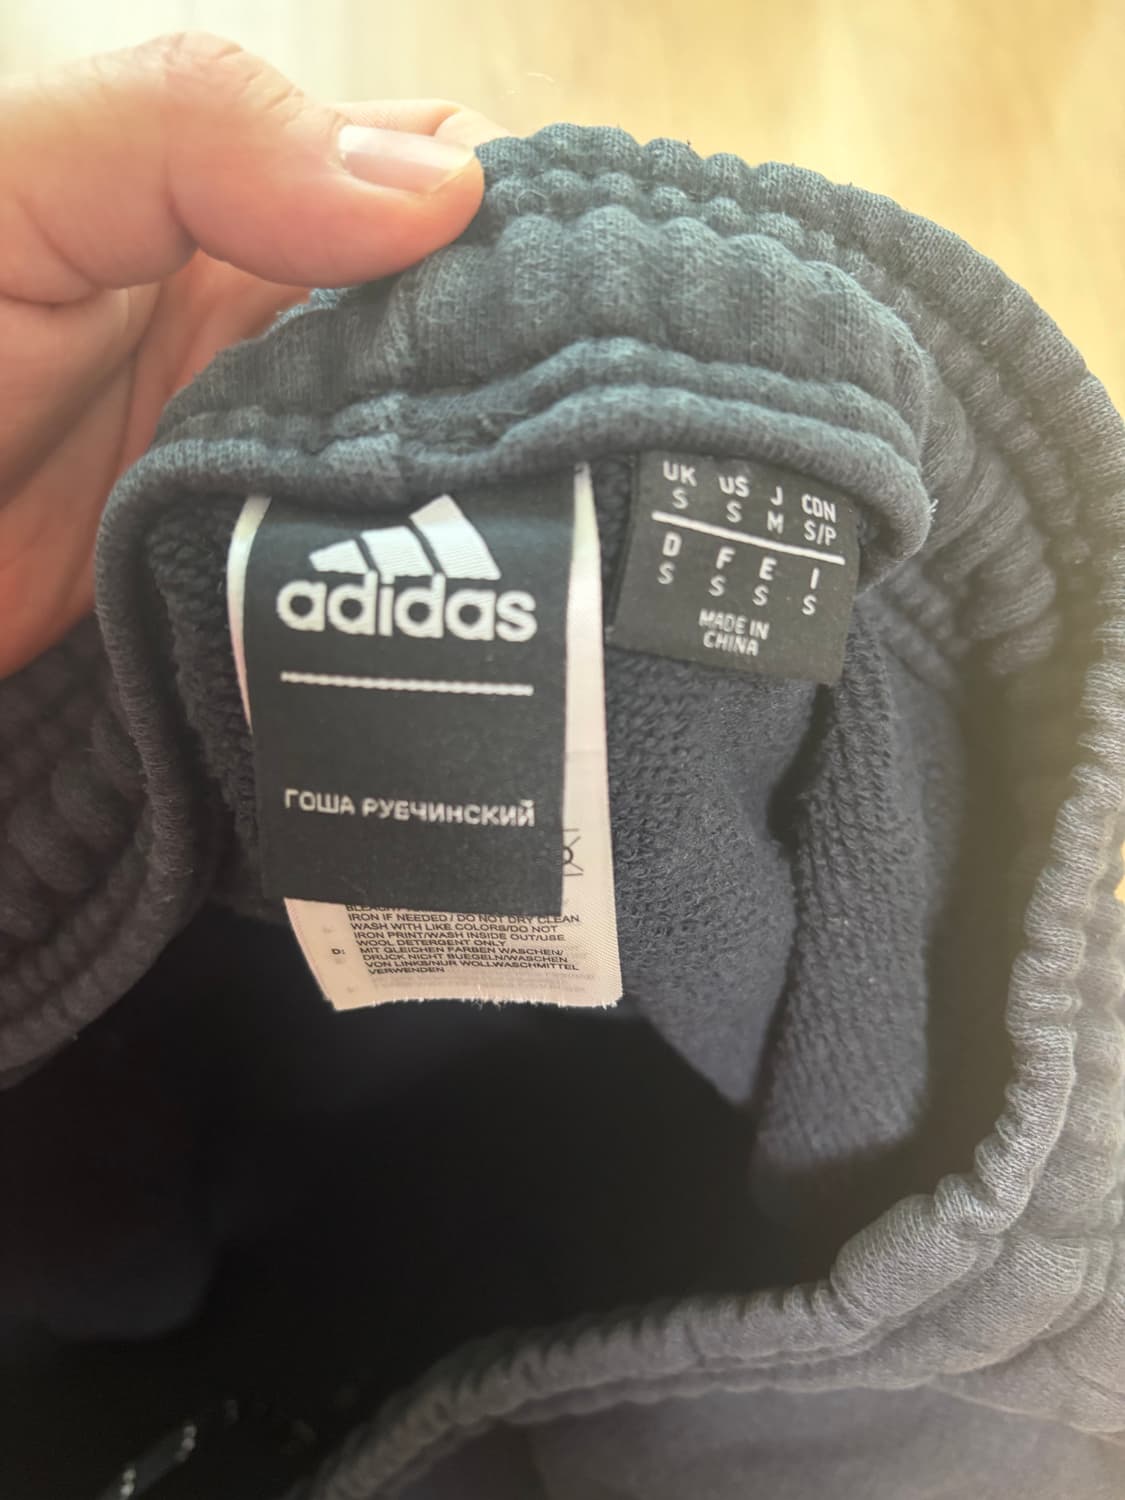 adidas
ГОША РУБЧИНСКИЙ
UK US J CDN
S S M S/P
D F E I
S S S S
MADE IN
CHINA
IRON IF NEEDED / DO NOT DRY CLEAN
WASH WITH LIKE COLORS/DO NOT
IRON PRINT/WASH INSIDE OUT/USE
WOOL DETERGENT ONLY
D: MIT GLEICHEN FARBEN WASCHEN/
DRUCK NICHT BUEGELN/WASCHEN
VON LINKS/NUR WOLLWASCHMITTEL
VERWENDEN